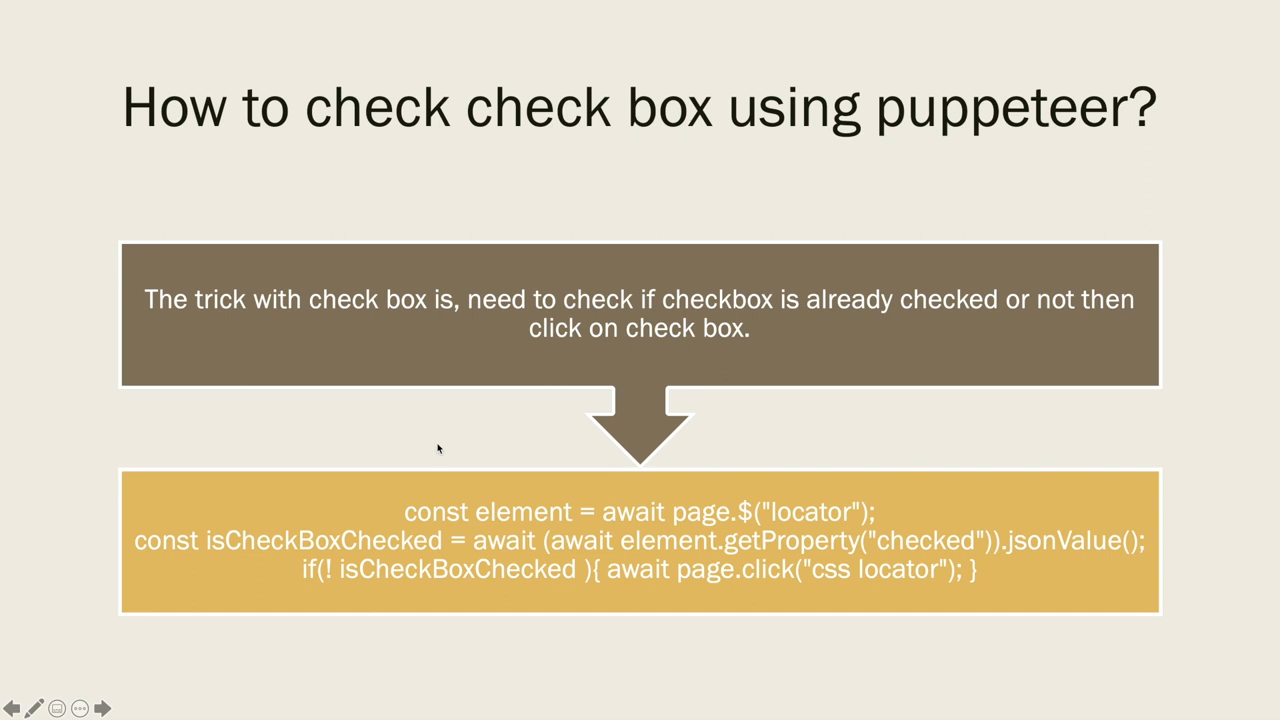 How to check check box using puppeteer?
The trick with check box is, need to check if checkbox is already checked or not then
click on check box.
const element = await page.$("locator");
const isCheckBoxChecked = await (await element.getProperty("checked")).jsonValue();
if(! isCheckBoxChecked ){ await page.click("css locator"); }